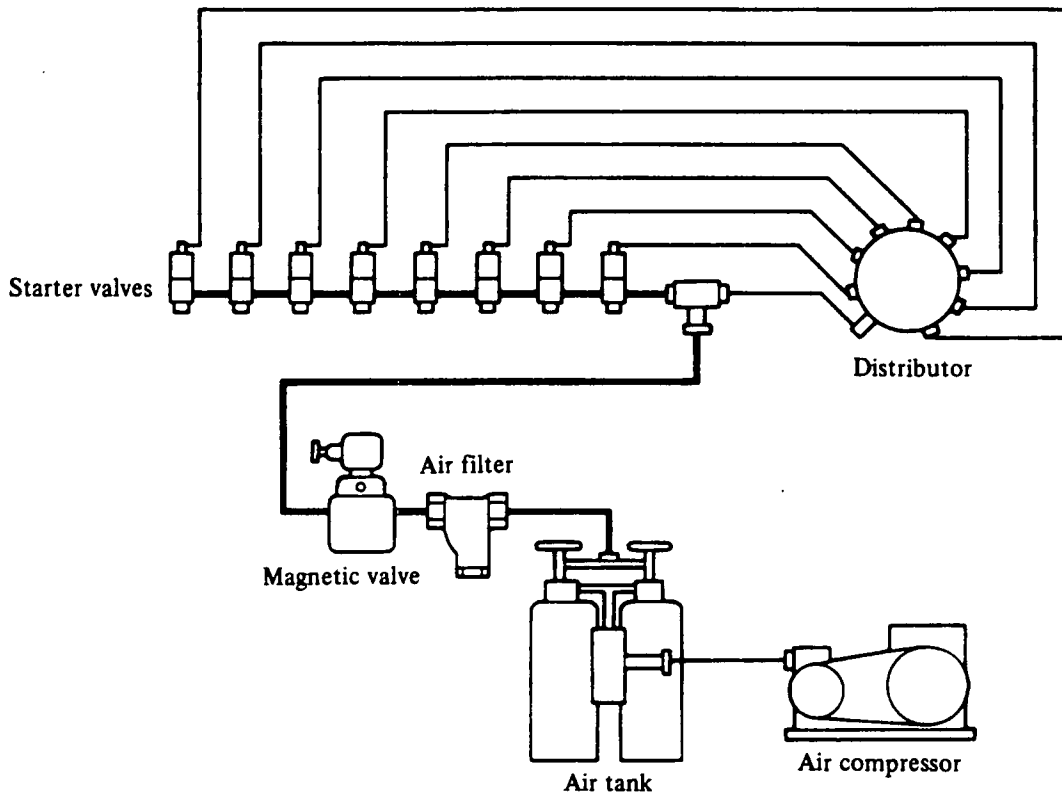 Starter valves
Distributor
Air filter
Magnetic valve
Air tank
Air compressor